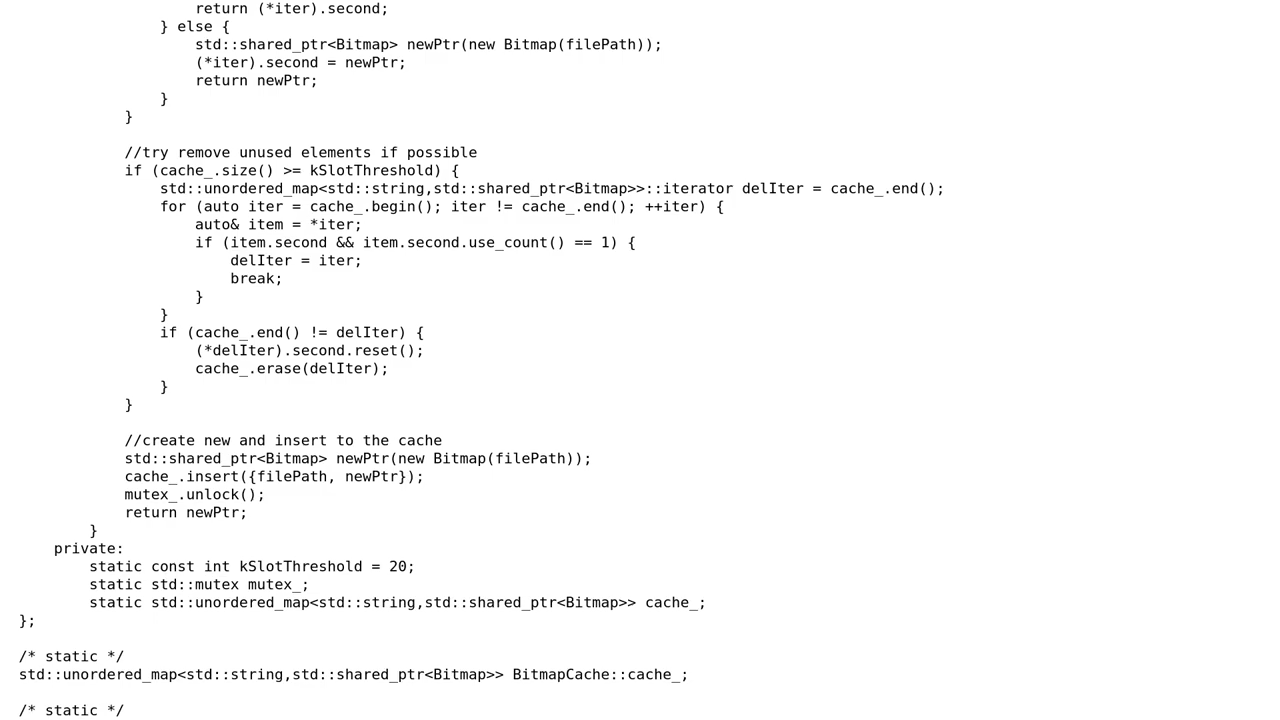 return (*iter).second;
                } else {
                    std::shared_ptr<Bitmap> newPtr(new Bitmap(filePath));
                    (*iter).second = newPtr;
                    return newPtr;
                }
            }

            //try remove unused elements if possible
            if (cache_.size() >= kSlotThreshold) {
                std::unordered_map<std::string,std::shared_ptr<Bitmap>>::iterator delIter = cache_.end();
                for (auto iter = cache_.begin(); iter != cache_.end(); ++iter) {
                    auto& item = *iter;
                    if (item.second && item.second.use_count() == 1) {
                        delIter = iter;
                        break;
                    }
                }
                if (cache_.end() != delIter) {
                    (*delIter).second.reset();
                    cache_.erase(delIter);
                }
            }

            //create new and insert to the cache
            std::shared_ptr<Bitmap> newPtr(new Bitmap(filePath));
            cache_.insert({filePath, newPtr});
            mutex_.unlock();
            return newPtr;
        }
    private:
        static const int kSlotThreshold = 20;
        static std::mutex mutex_;
        static std::unordered_map<std::string,std::shared_ptr<Bitmap>> cache_;
};

/* static */
std::unordered_map<std::string,std::shared_ptr<Bitmap>> BitmapCache::cache_;

/* static */